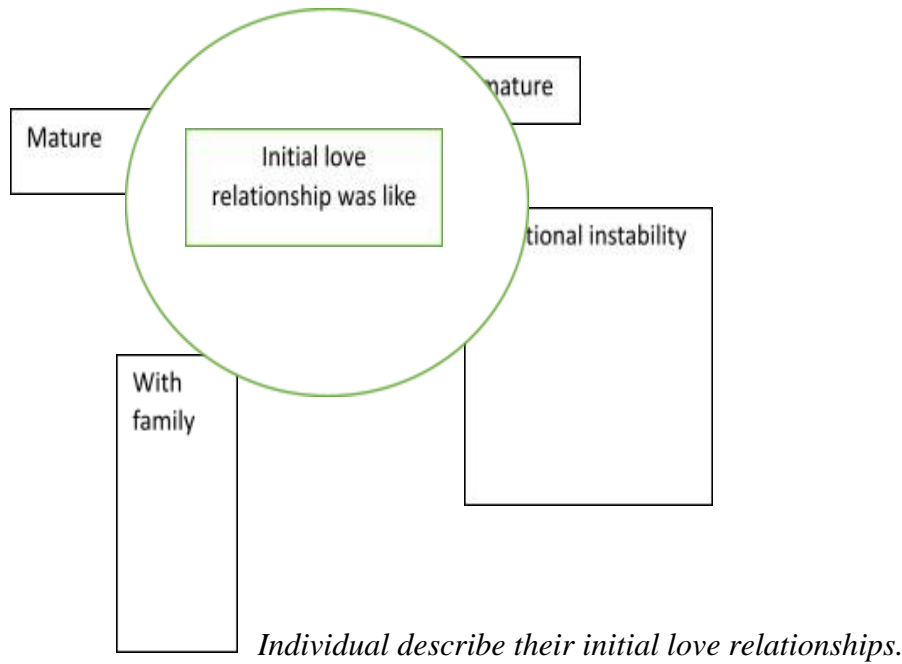 mature
Mature
Initial love
relationship was like
tional instability
With
family
Individual describe their initial love relationships.